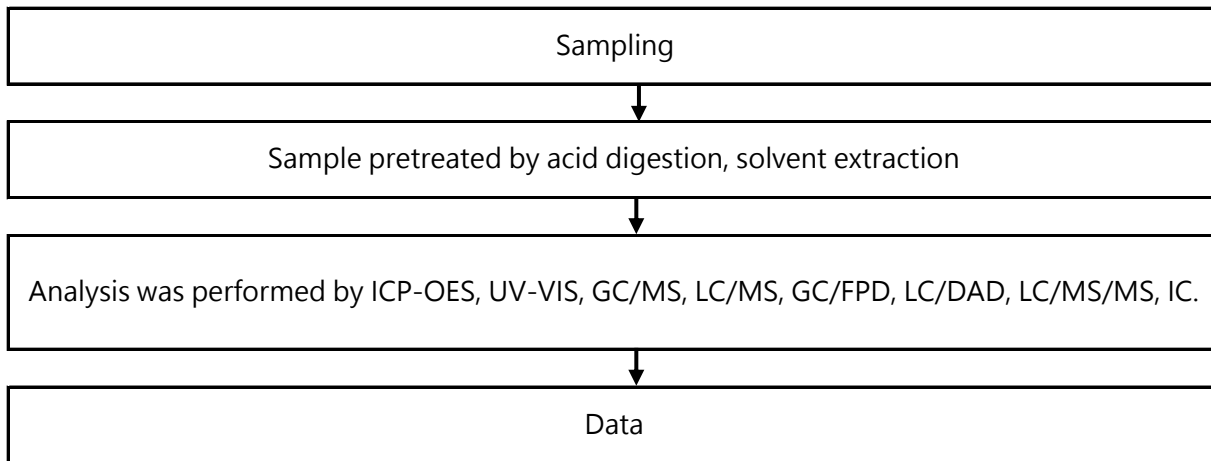 Sampling
Sample pretreated by acid digestion, solvent extraction
Analysis was performed by ICP-OES, UV-VIS, GC/MS, LC/MS, GC/FPD, LC/DAD, LC/MS/MS, IC.
Data